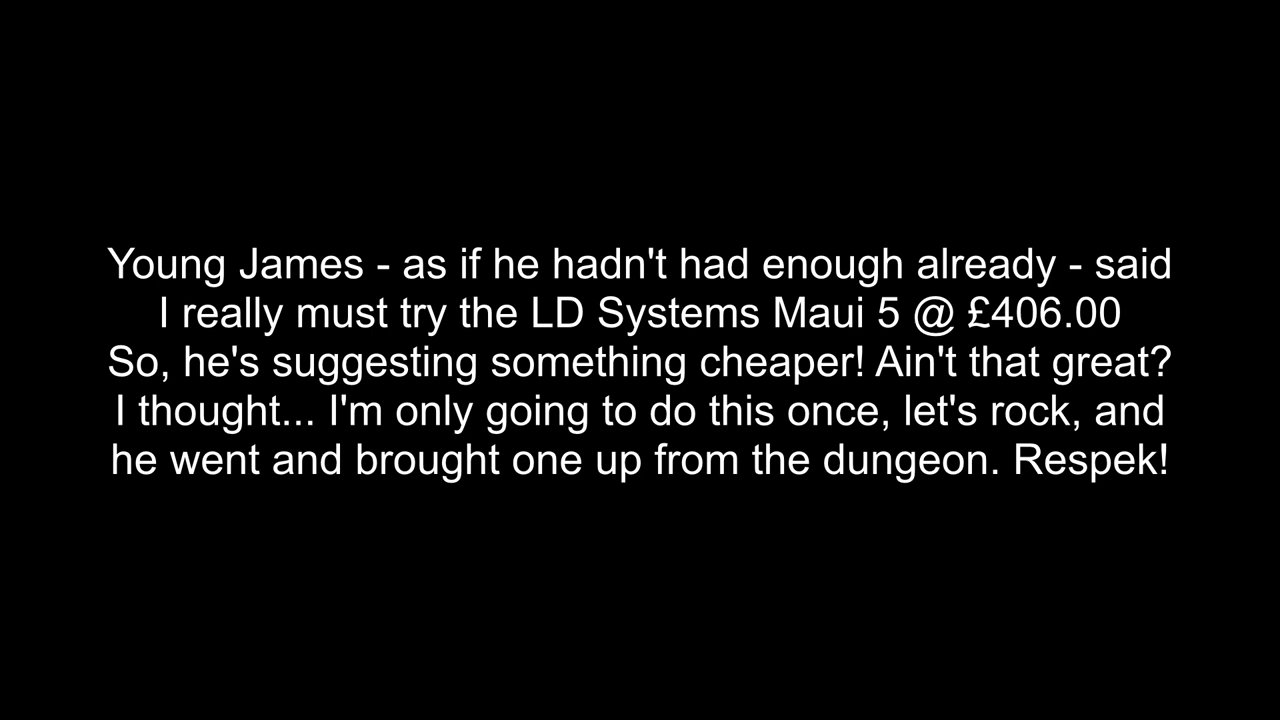 Young James - as if he hadn't had enough already - said
I really must try the LD Systems Maui 5 @ £406.00
So, he's suggesting something cheaper! Ain't that great?
I thought... I'm only going to do this once, let's rock, and
he went and brought one up from the dungeon. Respek!